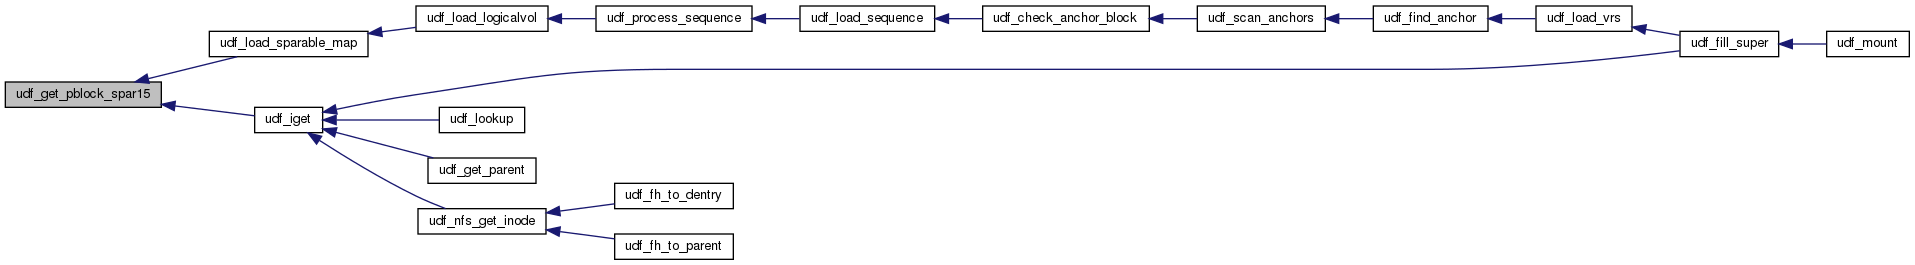 udf_load_logicalvol
udf_process_sequence
udf_load_sequence
udf_check_anchor_block
udf_scan_anchors
udf_find_anchor
udf_load_vrs
udf_load_sparable_map
udf_fill_super
udf_mount
udf_get_pblock_spar15
udf_iget
udf_lookup
udf_get_parent
udf_fh_to_dentry
udf_nfs_get_inode
udf_fh_to_parent